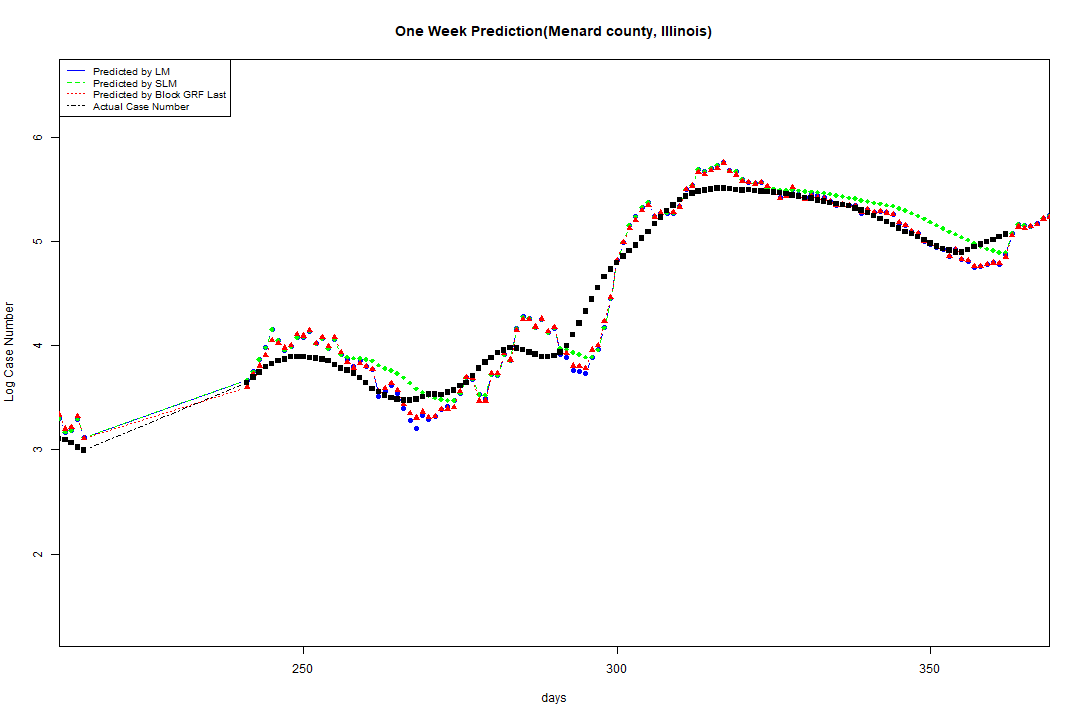 One Week Prediction(Menard county, Illinois)
Predicted by LM
Predicted by SLM
Predicted by Block GRF Last
Actual Case Number
6
5
4
3
2
Log Case Number
250
300
350
days